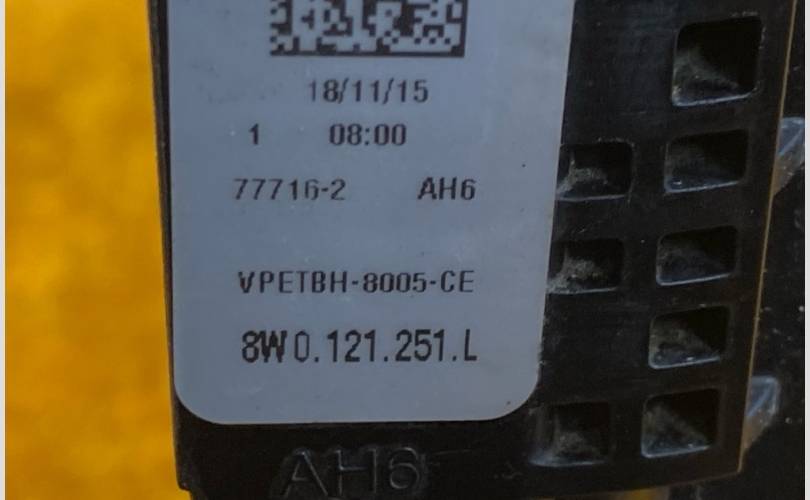 18/11/15
1 08:00
77716-2 AH6
VPETBH-8005-CE
8W0.121.251.L
AH6